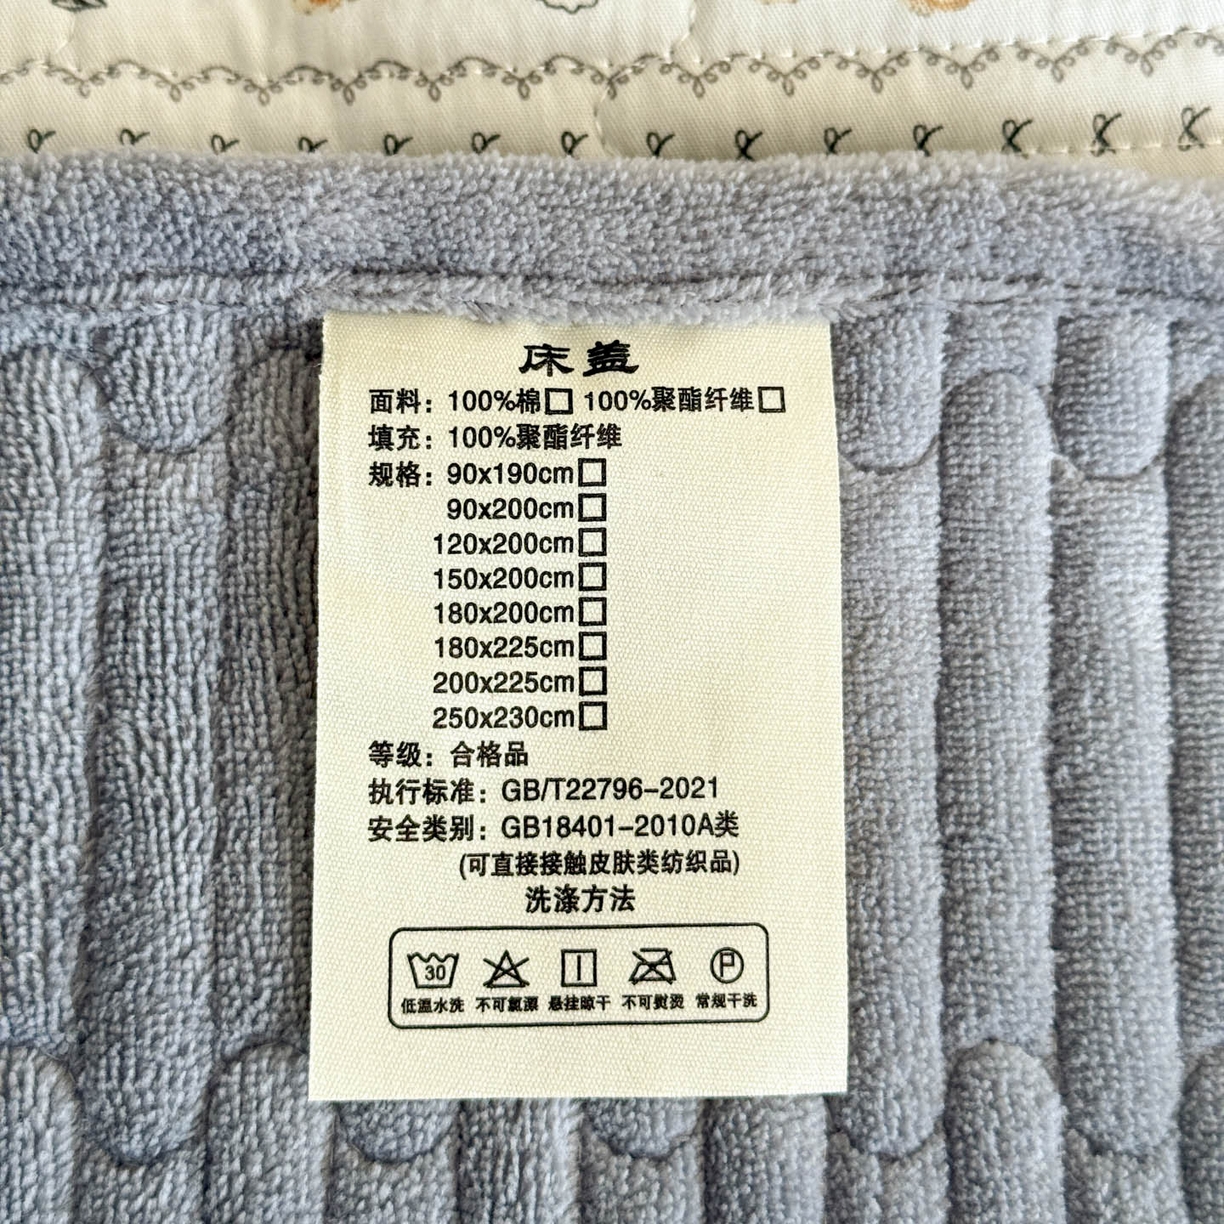 床盖
面料：100%棉□ 100%聚酯纤维□
填充：100%聚酯纤维
规格：90x190cm□
90x200cm□
120x200cm□
150x200cm□
180x200cm□
180x225cm□
200x225cm□
250x230cm□
等级：合格品
执行标准：GB/T22796-2021
安全类别：GB18401-2010A类
(可直接接触皮肤类纺织品)
洗涤方法
30 P
低温水洗 不可氯漂 悬挂晾干 不可熨烫 常规干洗